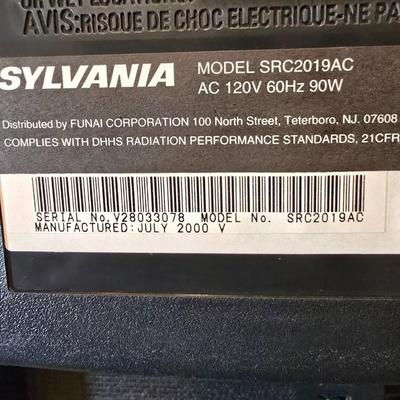 AVIS:RISQUE DE CHOC ELECTRIQUE-NE
SYLVANIA
MODEL SRC2019AC
AC 120V 60Hz 90W
Distributed by FUNAI CORPORATION 100 North Street, Teterboro, NJ. 07608
COMPLIES WITH DHHS RADIATION PERFORMANCE STANDARDS, 21CFR
SERIAL No.V28033078 MODEL No. SRC2019AC
MANUFACTURED:JULY 2000 V